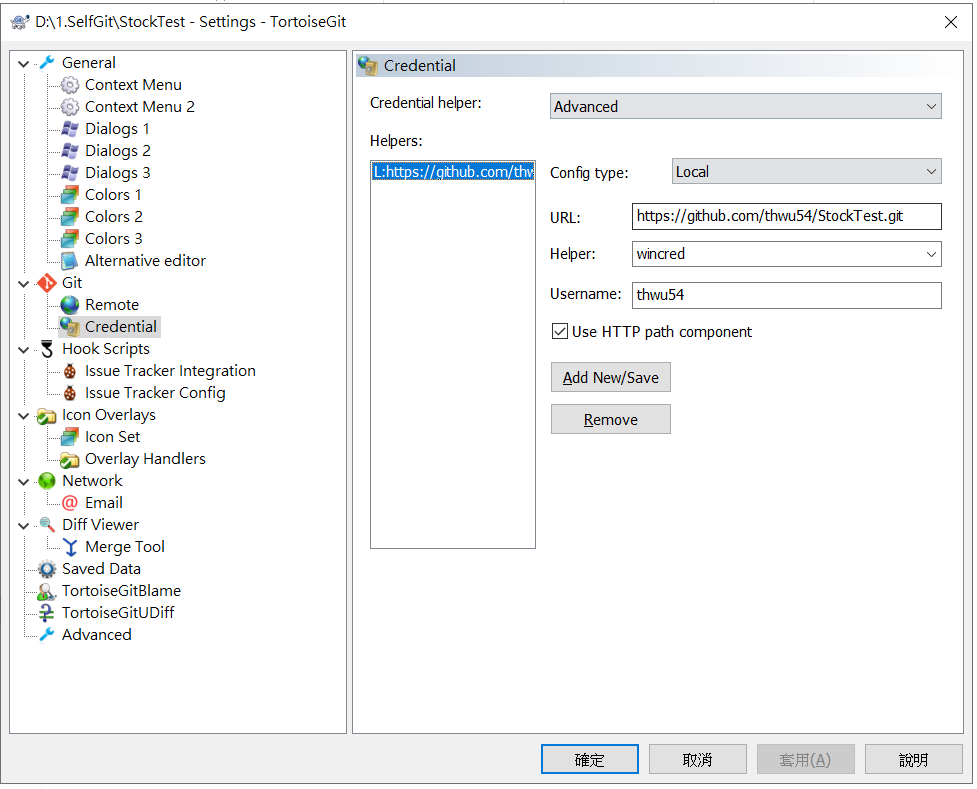 D:\1.SelfGit\StockTest - Settings - TortoiseGit
General
Context Menu
Context Menu 2
Dialogs 1
Dialogs 2
Dialogs 3
Colors 1
Colors 2
Colors 3
Alternative editor
Git
Remote
Credential
Hook Scripts
Issue Tracker Integration
Issue Tracker Config
Icon Overlays
Icon Set
Overlay Handlers
Network
Email
Diff Viewer
Merge Tool
Saved Data
TortoiseGitBlame
TortoiseGitUDiff
Advanced
Credential
Credential helper: Advanced
Helpers:
L:https://github.com/thw
Config type: Local
URL: https://github.com/thwu54/StockTest.git
Helper: wincred
Username: thwu54
Use HTTP path component
Add New/Save
Remove
確定 取消 套用(A) 說明